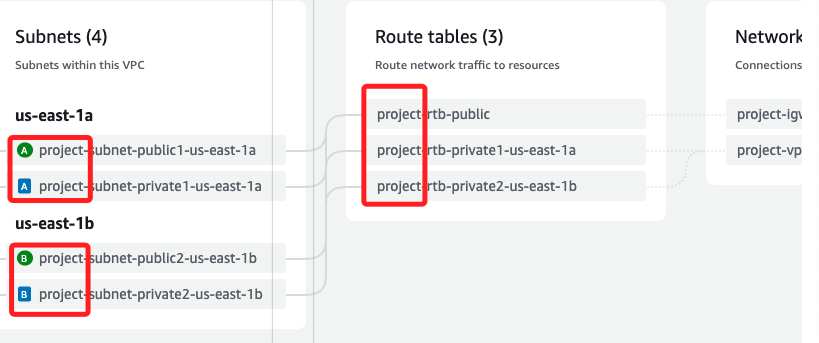 Subnets (4)
Subnets within this VPC
us-east-1a
A project-subnet-public1-us-east-1a
A project-subnet-private1-us-east-1a
us-east-1b
B project-subnet-public2-us-east-1b
B project-subnet-private2-us-east-1b
Route tables (3)
Route network traffic to resources
project-rtb-public
project-rtb-private1-us-east-1a
project-rtb-private2-us-east-1b
Network
Connections
project-igw
project-vp